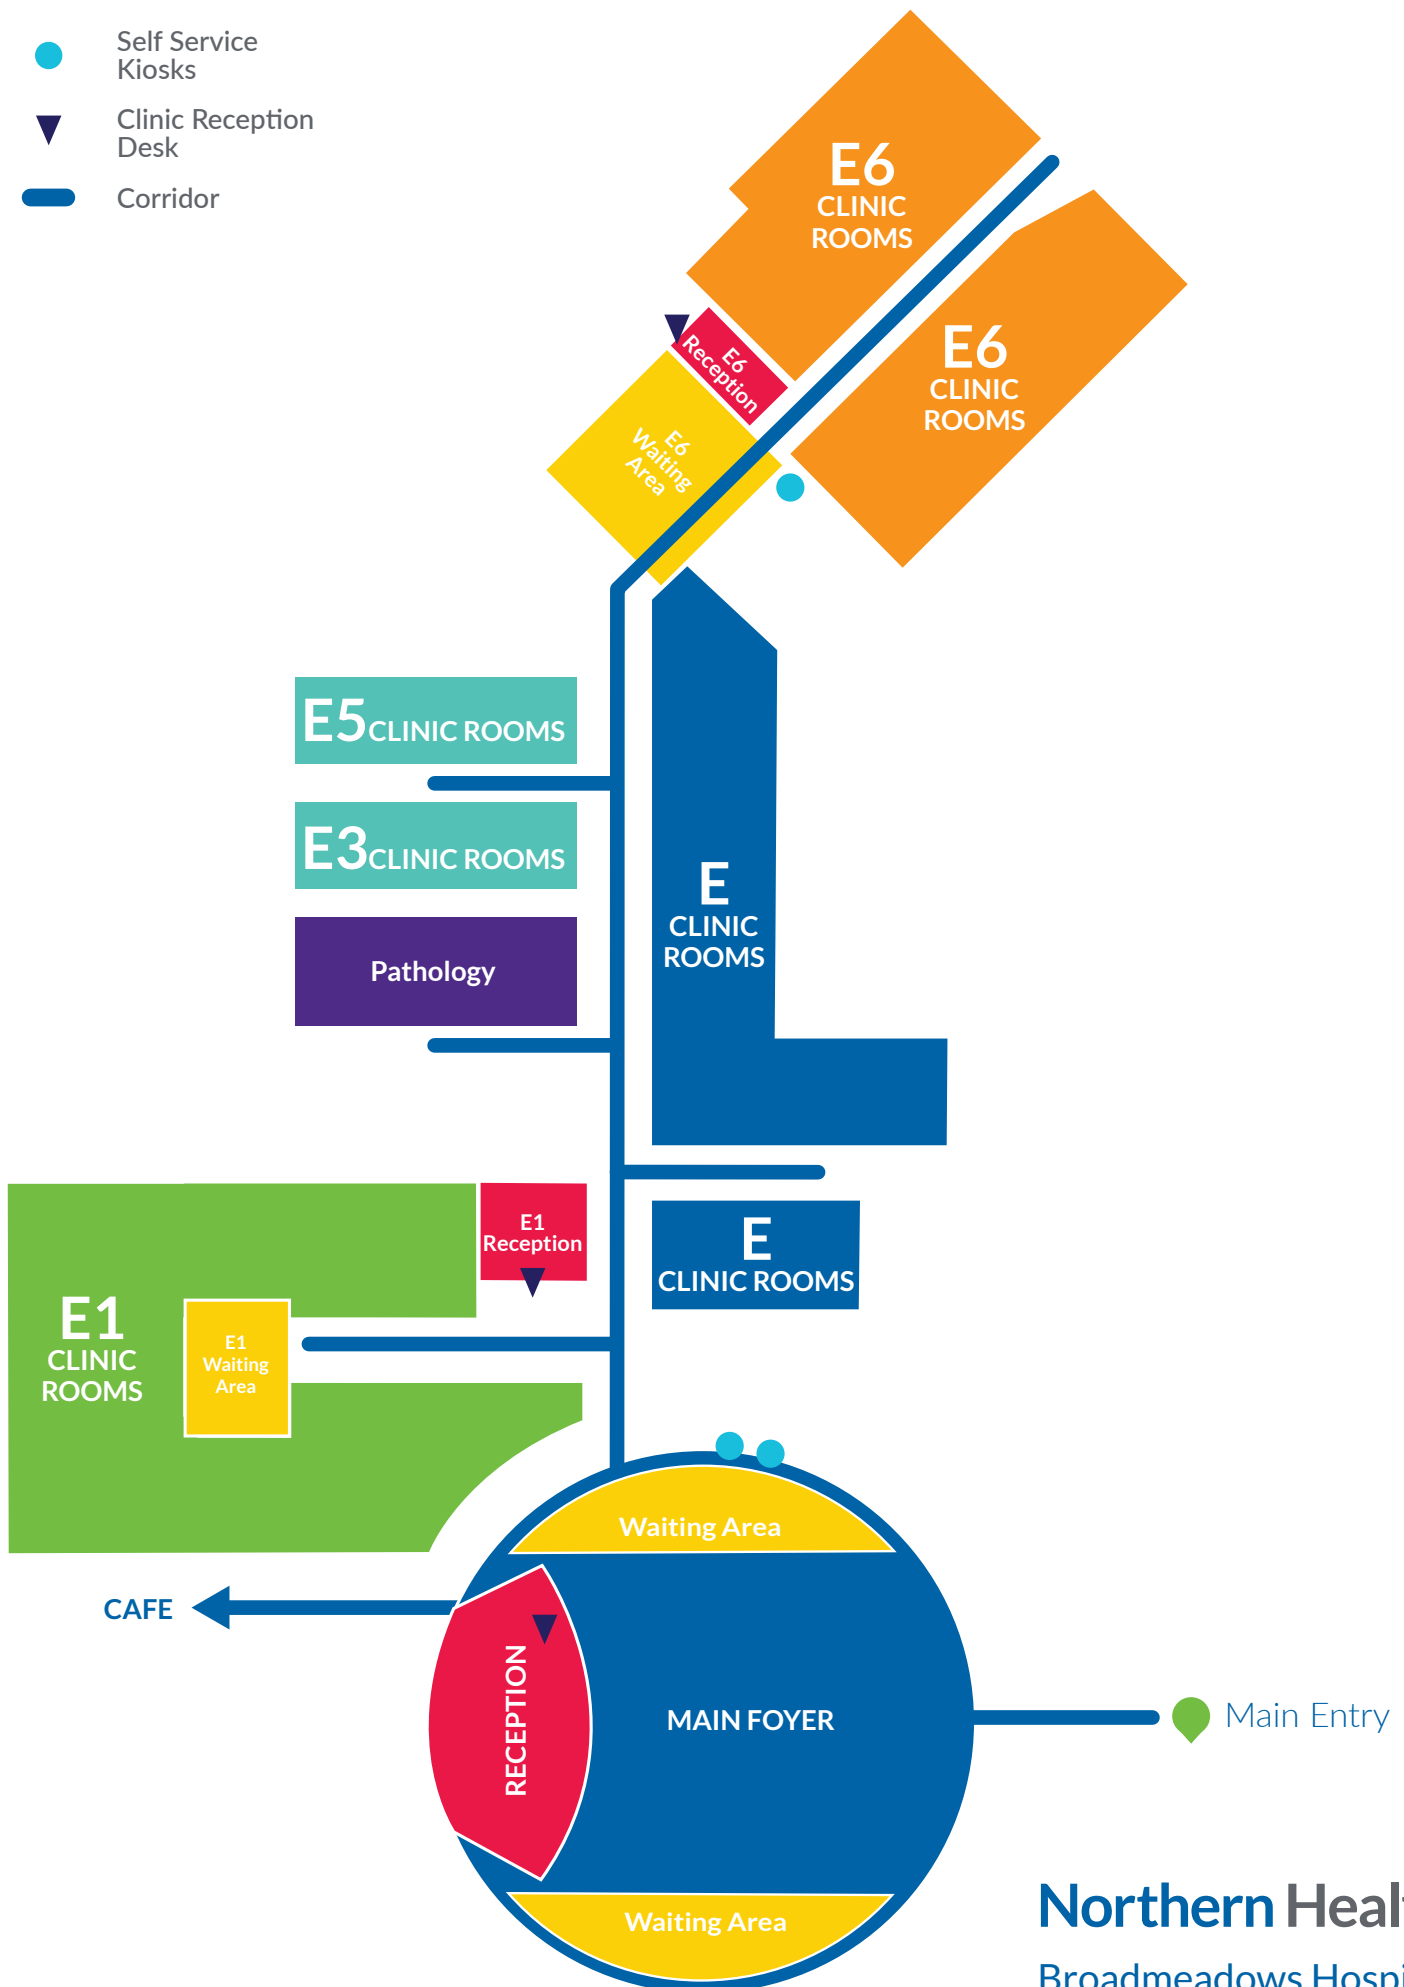 Self Service
Kiosks
Clinic Reception
Desk
Corridor
E6
CLINIC
ROOMS
E6
CLINIC
ROOMS
E6
Reception
E6
Waiting
Area
E5 CLINIC ROOMS
E3 CLINIC ROOMS
Pathology
E
CLINIC
ROOMS
E1
Reception
E
CLINIC ROOMS
E1
CLINIC
ROOMS
E1
Waiting
Area
Waiting Area
CAFE
RECEPTION
MAIN FOYER
Main Entry
Waiting Area
Northern
Broadmeadows